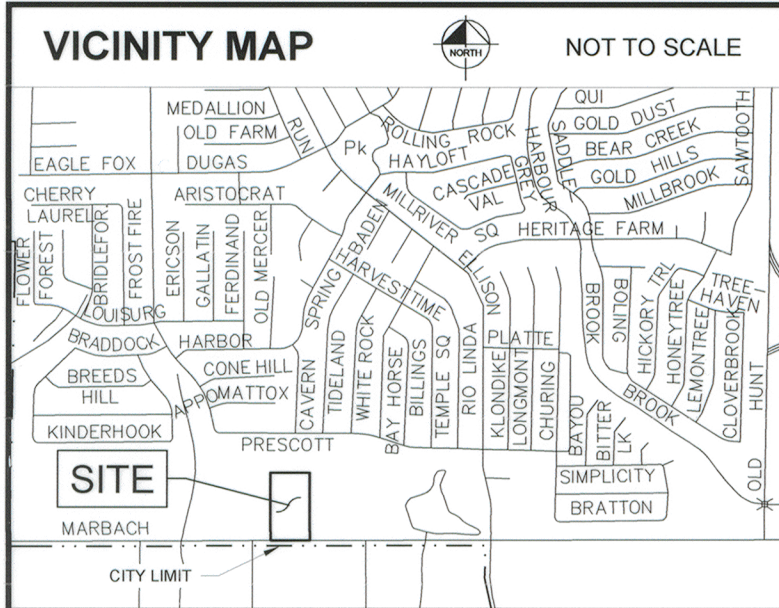 VICINITY MAP
NORTH
NOT TO SCALE
MEDALLION
OLD FARM
RUN
Pk
ROLLING ROCK
HAYLOFT
HARBOUR
GREY
SADDLE
QUI
GOLD DUST
BEAR CREEK
GOLD HILLS
MILLBROOK
SAWTOOTH
EAGLE FOX
DUGAS
CASCADE
VAL
CHERRY
LAUREL
ARISTOCRAT
MILLRIVER
SQ
HERITAGE FARM
FLOWER
FOREST
BRIDLEFOR
FROST FIRE
ERICSON
GALLATIN
FERDINAND
OLD MERCER
SPRING
BADEN
HARVESTTIME
ELLISON
BROOK
BOLING
HICKORY TRL
HONEYTREE
LEMONTREE
TREE-
HAVEN
CLOVERBROOK
LOUISURG
BRADDOCK
HARBOR
PLATTE
BREEDS
HILL
CONE HILL
APPOMATTOX
CAVERN
TIDELAND
WHITE ROCK
BAY HORSE
BILLINGS
TEMPLE SQ
RIO LINDA
KLONDIKE
LONGMONT
CHURING
BAYOU
BITTER
LK
BROOK
OLD HUNT
KINDERHOOK
PRESCOTT
SITE
SIMPLICITY
BRATTON
MARBACH
CITY LIMIT